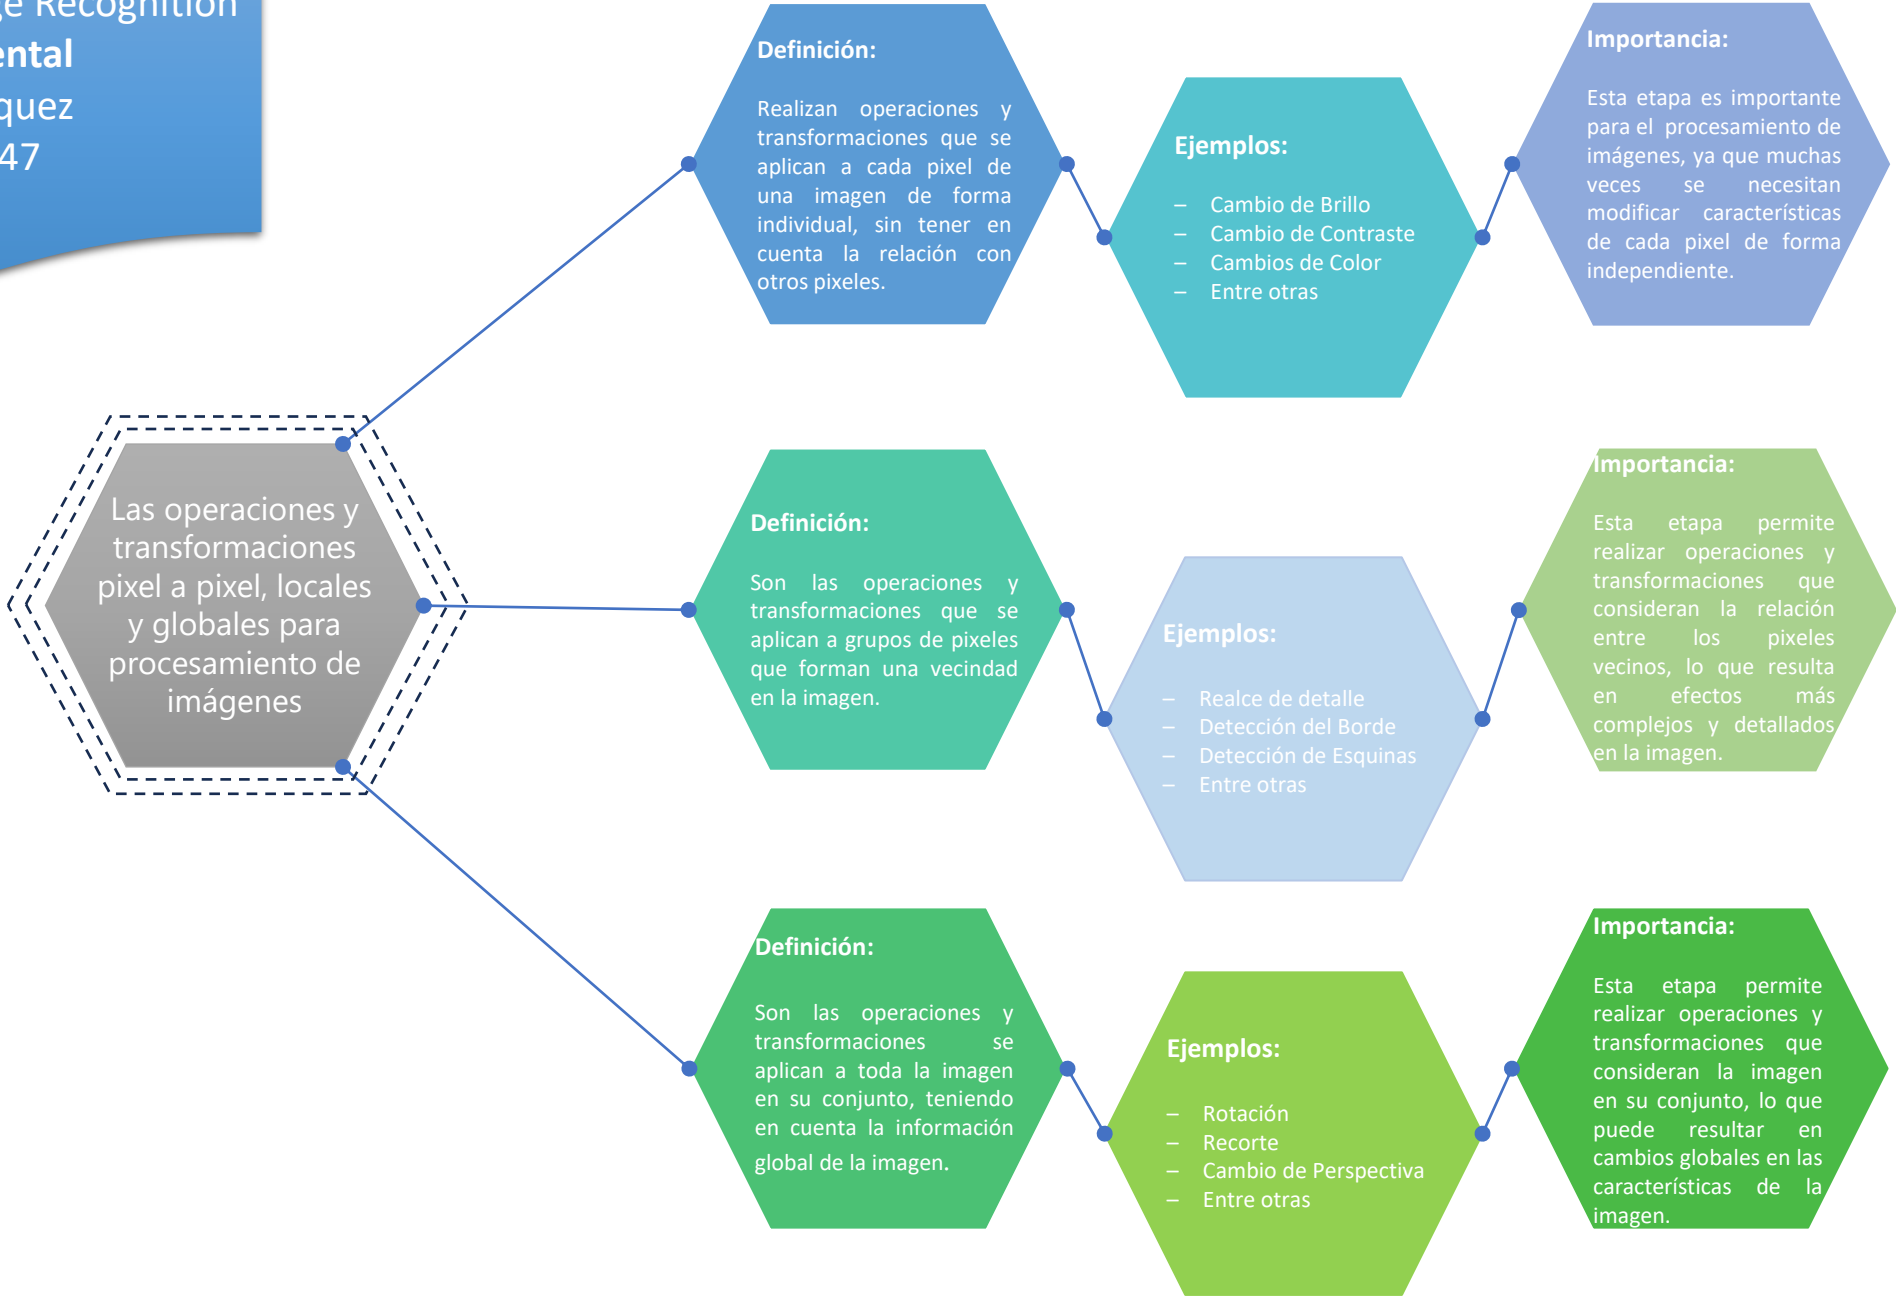 Recognition
47
Las operaciones y
transformaciones
pixel a pixel, locales
y globales para
procesamiento de
imágenes
Definición:
Realizan operaciones y
transformaciones que se
aplican a cada pixel de
una imagen de forma
individual, sin tener en
cuenta la relación con
otros pixeles.
Ejemplos:
– Cambio de Brillo
– Cambio de Contraste
– Cambios de Color
– Entre otras
Importancia:
Esta etapa es importante
para el procesamiento de
imágenes, ya que muchas
veces se necesitan
modificar características
de cada pixel de forma
independiente.
Definición:
Son las operaciones y
transformaciones que se
aplican a grupos de pixeles
que forman una vecindad
en la imagen.
Ejemplos:
– Realce de detalle
– Detección del Borde
– Detección de Esquinas
– Entre otras
Importancia:
Esta etapa permite
realizar operaciones y
transformaciones que
consideran la relación
entre los pixeles
vecinos, lo que resulta
en efectos más
complejos y detallados
en la imagen.
Definición:
Son las operaciones y
transformaciones se
aplican a toda la imagen
en su conjunto, teniendo
en cuenta la información
global de la imagen.
Ejemplos:
– Rotación
– Recorte
– Cambio de Perspectiva
– Entre otras
Importancia:
Esta etapa permite
realizar operaciones y
transformaciones que
consideran la imagen
en su conjunto, lo que
puede resultar en
cambios globales en las
características de la
imagen.